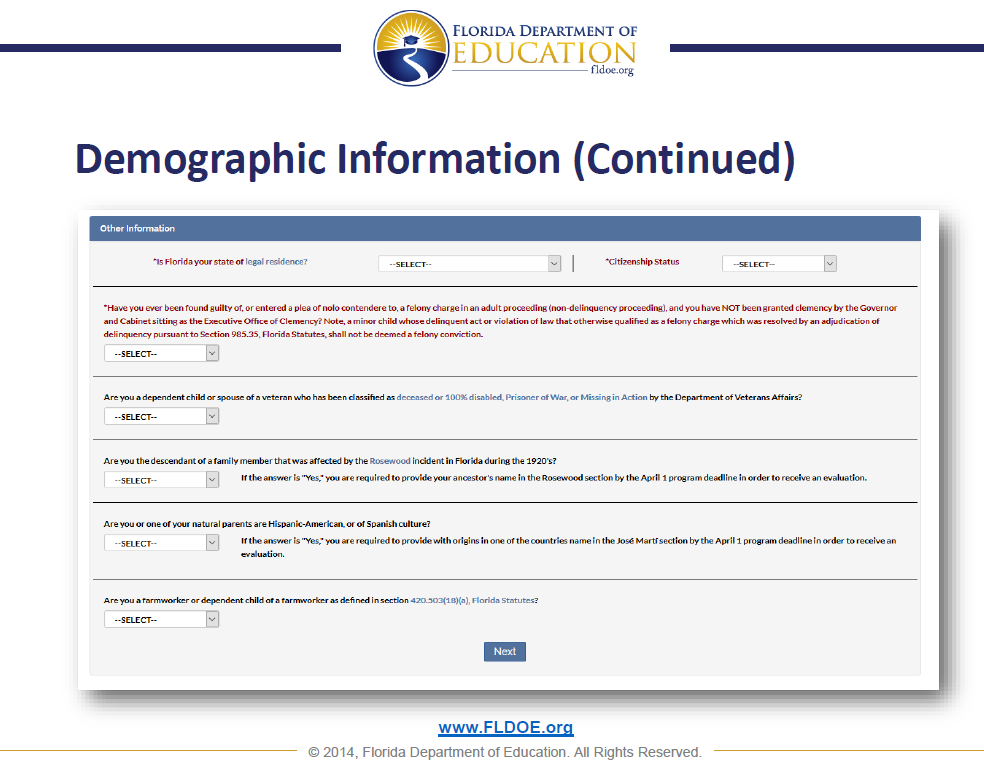 FLORIDA DEPARTMENT OF
EDUCATION
fldoe.org
Demographic Information (Continued)
Other Information
*Is Florida your state of legal residence? --SELECT-- *Citizenship Status --SELECT--
*Have you ever been found guilty of, or entered a plea of nolo contendere to, a felony charge in an adult proceeding (non-delinquency proceeding), and you have NOT been granted clemency by the Governor
and Cabinet sitting as the Executive Office of Clemency? Note, a minor child whose delinquent act or violation of law that otherwise qualified as a felony charge which was resolved by an adjudication of
delinquency pursuant to Section 985.35, Florida Statutes, shall not be deemed a felony conviction.
--SELECT--
Are you a dependent child or spouse of a veteran who has been classified as deceased or 100% disabled, Prisoner of War, or Missing in Action by the Department of Veterans Affairs?
--SELECT--
Are you the descendant of a family member that was affected by the Rosewood incident in Florida during the 1920's?
--SELECT-- If the answer is "Yes," you are required to provide your ancestor's name in the Rosewood section by the April 1 program deadline in order to receive an evaluation.
Are you or one of your natural parents are Hispanic-American, or of Spanish culture?
--SELECT-- If the answer is "Yes," you are required to provide with origins in one of the countries name in the José Martí section by the April 1 program deadline in order to receive an
evaluation.
Are you a farmworker or dependent child of a farmworker as defined in section 420.503(18)(a), Florida Statutes?
--SELECT--
Next
www.FLDOE.org
© 2014, Florida Department of Education. All Rights Reserved.